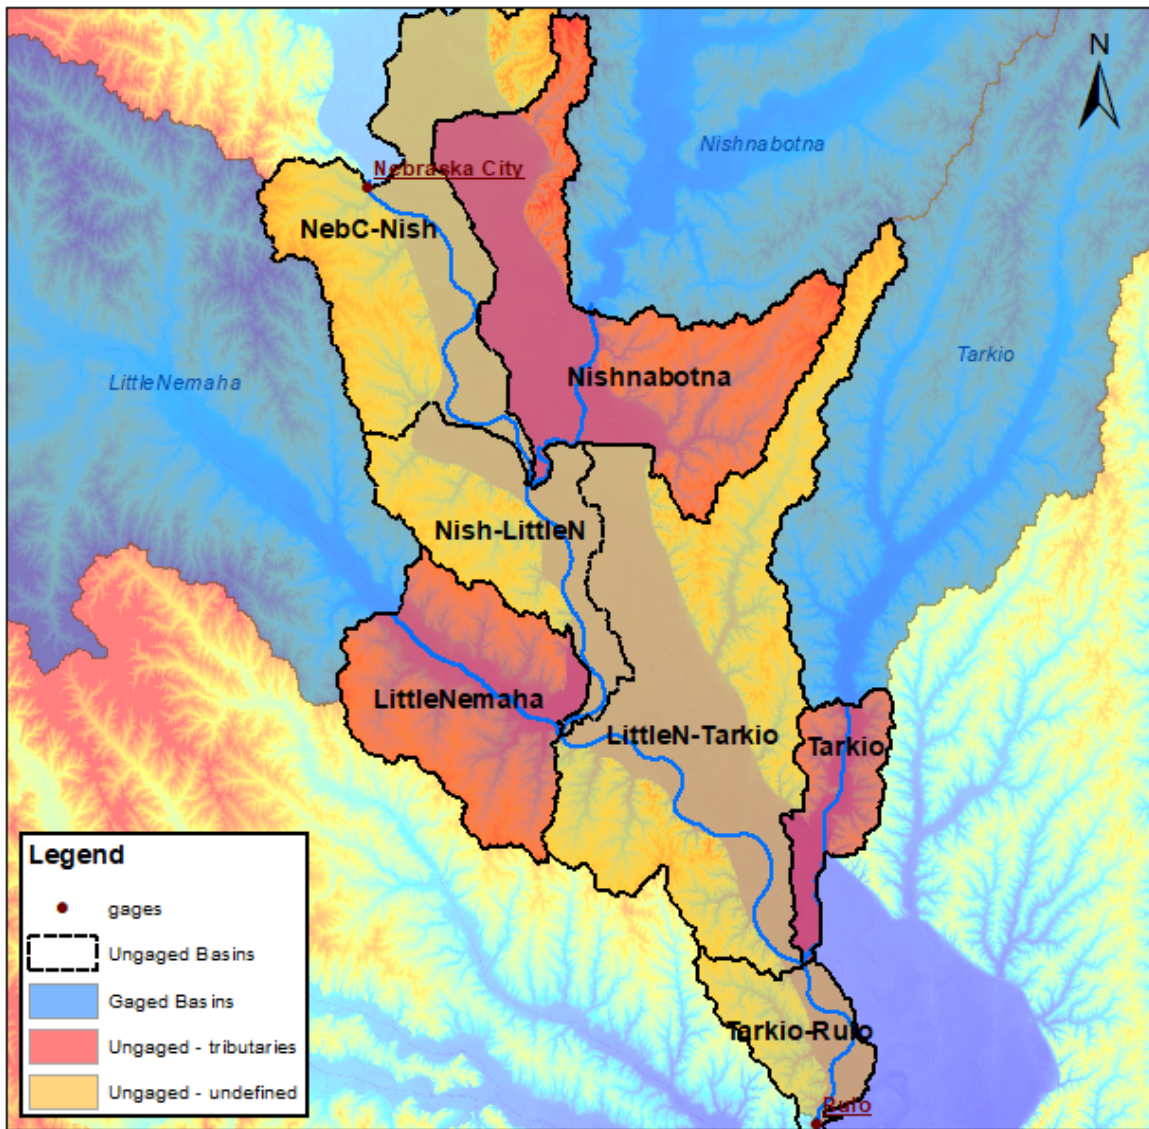 N
Nishnabotna
Nebraska City
NebC-Nish
Tarkio
LittleNemaha
Nishnabotna
Nish-LittleN
LittleNemaha
LittleN-Tarkio
Tarkio
Legend
gages
Ungaged Basins
Gaged Basins
Ungaged - tributaries
Ungaged - undefined
Tarkio-Rulo
Rulo